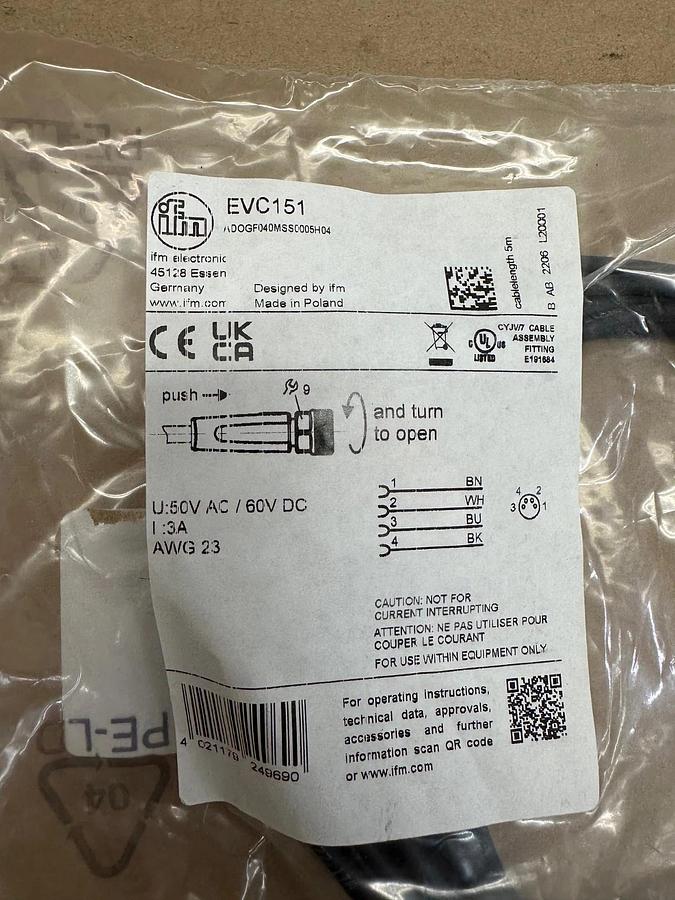 ifm
EVC151
ADOGF040MSS0005H04
ifm electronic
45128 Essen
Germany
www.ifm.com
Designed by ifm
Made in Poland
cablelength 5m
B AB 2206 L20001
CE
UK
CA
C UL US
LISTED
CYJV/7 CABLE
ASSEMBLY
FITTING
E191684
push
9
and turn
to open
U:50V AC / 60V DC
I :3A
AWG 23
1 BN
2 WH
3 BU
4 BK
4 2
3 1
CAUTION: NOT FOR
CURRENT INTERRUPTING
ATTENTION: NE PAS UTILISER POUR
COUPER LE COURANT
FOR USE WITHIN EQUIPMENT ONLY
4 021179 249690
For operating instructions,
technical data, approvals,
accessories and further
information scan QR code
or www.ifm.com
PE-LD
04